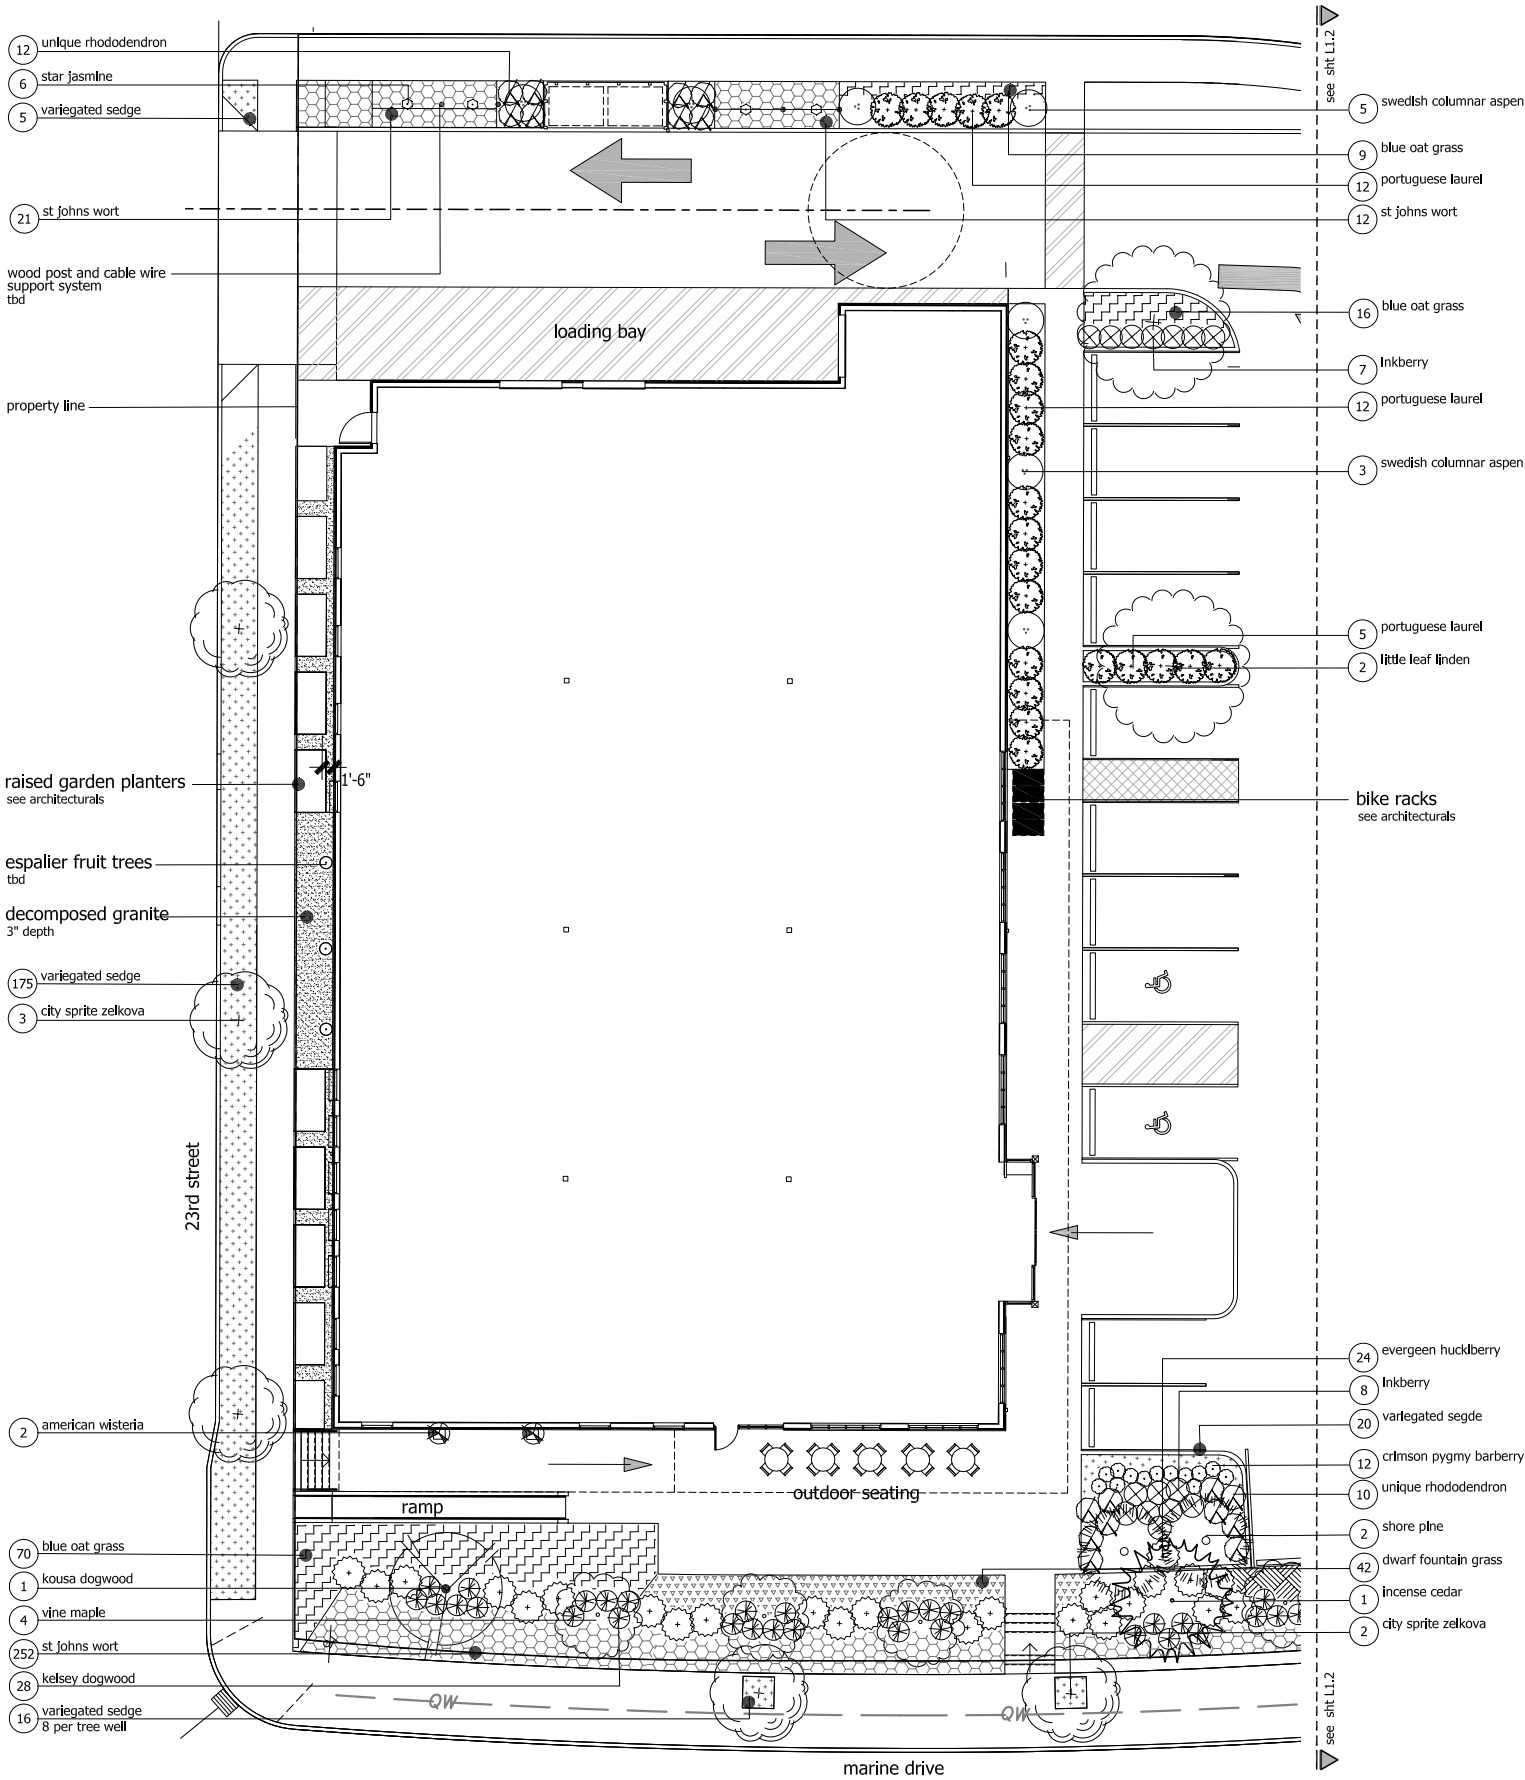 12 unique rhododendron
6 star jasmine
5 variegated sedge
21 st johns wort
wood post and cable wire
support system
tbd
property line
raised garden planters
see architecturals
espalier fruit trees
tbd
decomposed granite
3" depth
175 variegated sedge
3 city sprite zelkova
23rd street
2 american wisteria
70 blue oat grass
1 kousa dogwood
4 vine maple
252 st johns wort
28 kelsey dogwood
16 variegated sedge
8 per tree well
loading bay
1'-6"
ramp
outdoor seating
QW
QW
marine drive
see sht L1.2
5 swedish columnar aspen
9 blue oat grass
12 portuguese laurel
12 st johns wort
16 blue oat grass
7 Inkberry
12 portuguese laurel
3 swedish columnar aspen
5 portuguese laurel
2 little leaf linden
bike racks
see architecturals
24 evergeen hucklberry
8 Inkberry
20 variegated segde
12 crimson pygmy barberry
10 unique rhododendron
2 shore pine
42 dwarf fountain grass
1 incense cedar
2 city sprite zelkova
see sht L1.2